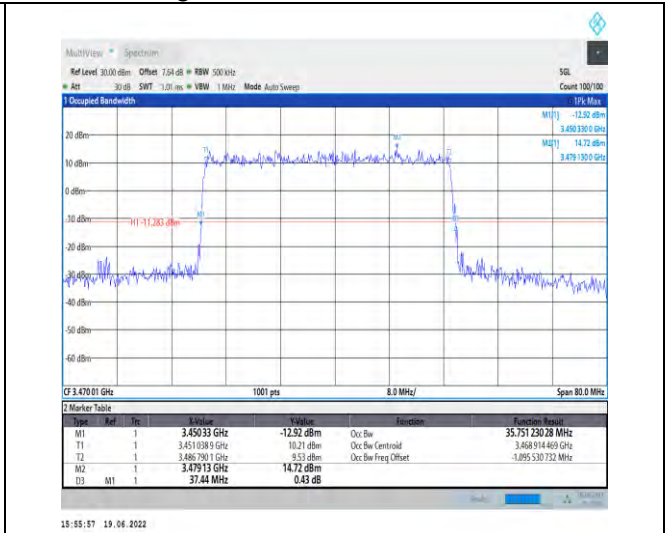 MultiView Spectrum
Ref Level 30.00 dBm Offset 7.54 dB RBW 500 kHz SGL
Att 30 dB SWT 1.01 ms VBW 1 MHz Mode Auto Sweep Count 100/100
1 Occupied Bandwidth 1Pk Max
M1[1] -12.92 dBm
3.450 330 0 GHz
M2[1] 14.72 dBm
3.479 130 0 GHz
20 dBm
10 dBm
0 dBm
-10 dBm
H1 -11.283 dBm
-20 dBm
-30 dBm
-40 dBm
-50 dBm
-60 dBm
T1
M2
T2
M1
CF 3.470 01 GHz 1001 pts 8.0 MHz/ Span 80.0 MHz
2 Marker Table
Type Ref Trc X-Value Y-Value Function Function Result
M1 1 3.450 33 GHz -12.92 dBm Occ Bw 35.751 230 28 MHz
T1 1 3.451 038 9 GHz 10.21 dBm Occ Bw Centroid 3.468 914 469 GHz
T2 1 3.486 790 1 GHz 9.53 dBm Occ Bw Freq Offset -1.095 530 732 MHz
M2 1 3.479 13 GHz 14.72 dBm
D3 M1 1 37.44 MHz 0.43 dB
15:55:57 19.06.2022